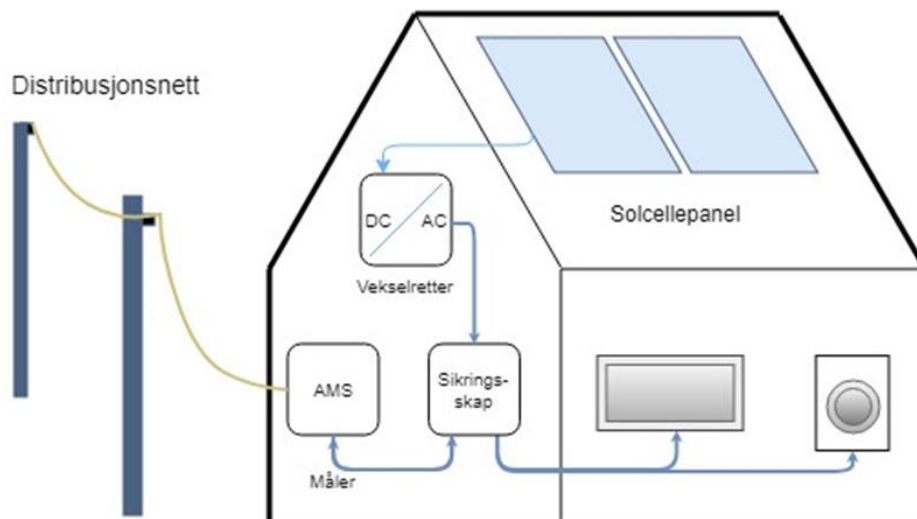 Distribusjonsnett
Solcellepanel
DC
AC
Vekselretter
AMS
Sikrings-
skap
Måler